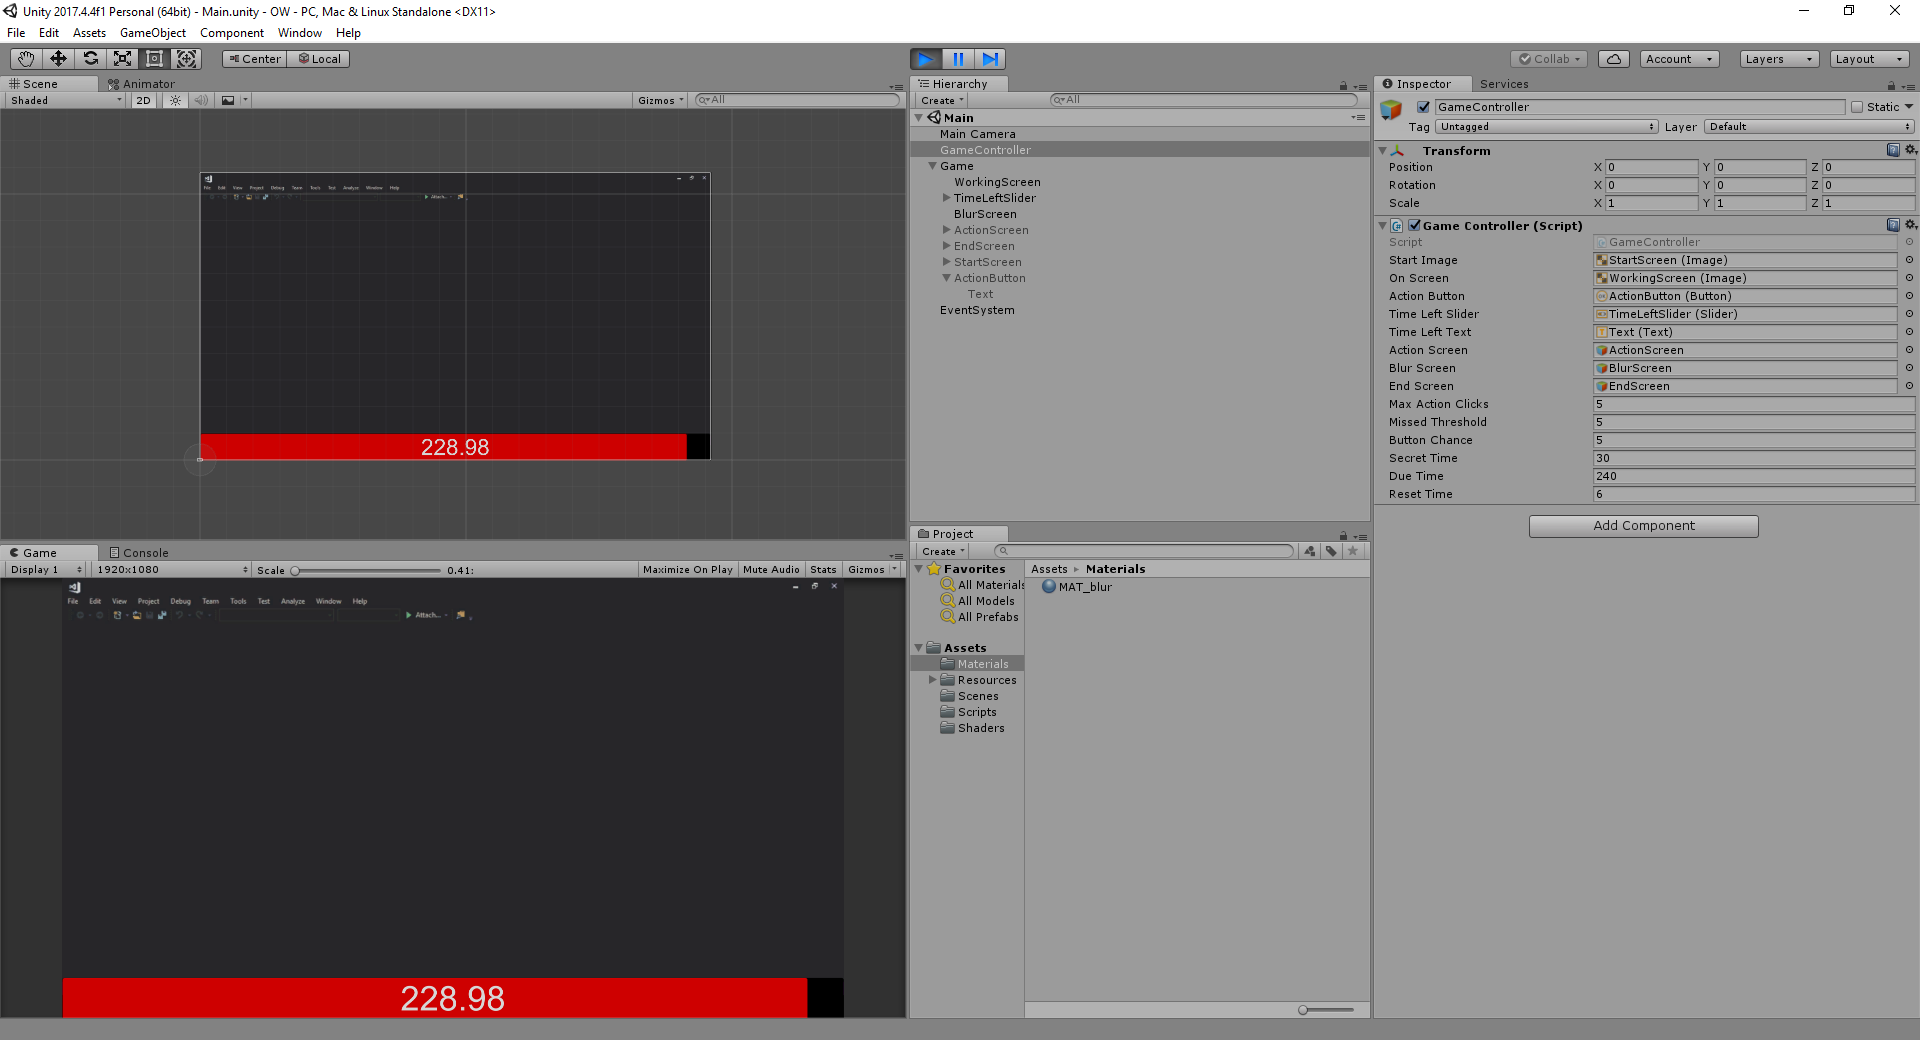 Unity 2017.4.4f1 Personal (64bit) - Main.unity - OW - PC, Mac & Linux Standalone <DX11>
File Edit Assets GameObject Component Window Help
Center Local
Collab Account Layers Layout
Scene Animator
Shaded 2D Gizmos All
File Edit View Project Debug Team Tools Test Analyze Window Help
Attach...
228.98
Game Console
Display 1 1920x1080 Scale 0.41: Maximize On Play Mute Audio Stats Gizmos
File Edit View Project Debug Team Tools Test Analyze Window Help
Attach...
228.98
Hierarchy
Create All
Main
Main Camera
GameController
Game
WorkingScreen
TimeLeftSlider
BlurScreen
ActionScreen
EndScreen
StartScreen
ActionButton
Text
EventSystem
Project
Create
Favorites
All Materials
All Models
All Prefabs
Assets
Materials
Resources
Scenes
Scripts
Shaders
Assets Materials
MAT_blur
Inspector Services
GameController Static
Tag Untagged Layer Default
Transform
Position X 0 Y 0 Z 0
Rotation X 0 Y 0 Z 0
Scale X 1 Y 1 Z 1
Game Controller (Script)
Script GameController
Start Image StartScreen (Image)
On Screen WorkingScreen (Image)
Action Button ActionButton (Button)
Time Left Slider TimeLeftSlider (Slider)
Time Left Text Text (Text)
Action Screen ActionScreen
Blur Screen BlurScreen
End Screen EndScreen
Max Action Clicks 5
Missed Threshold 5
Button Chance 5
Secret Time 30
Due Time 240
Reset Time 6
Add Component